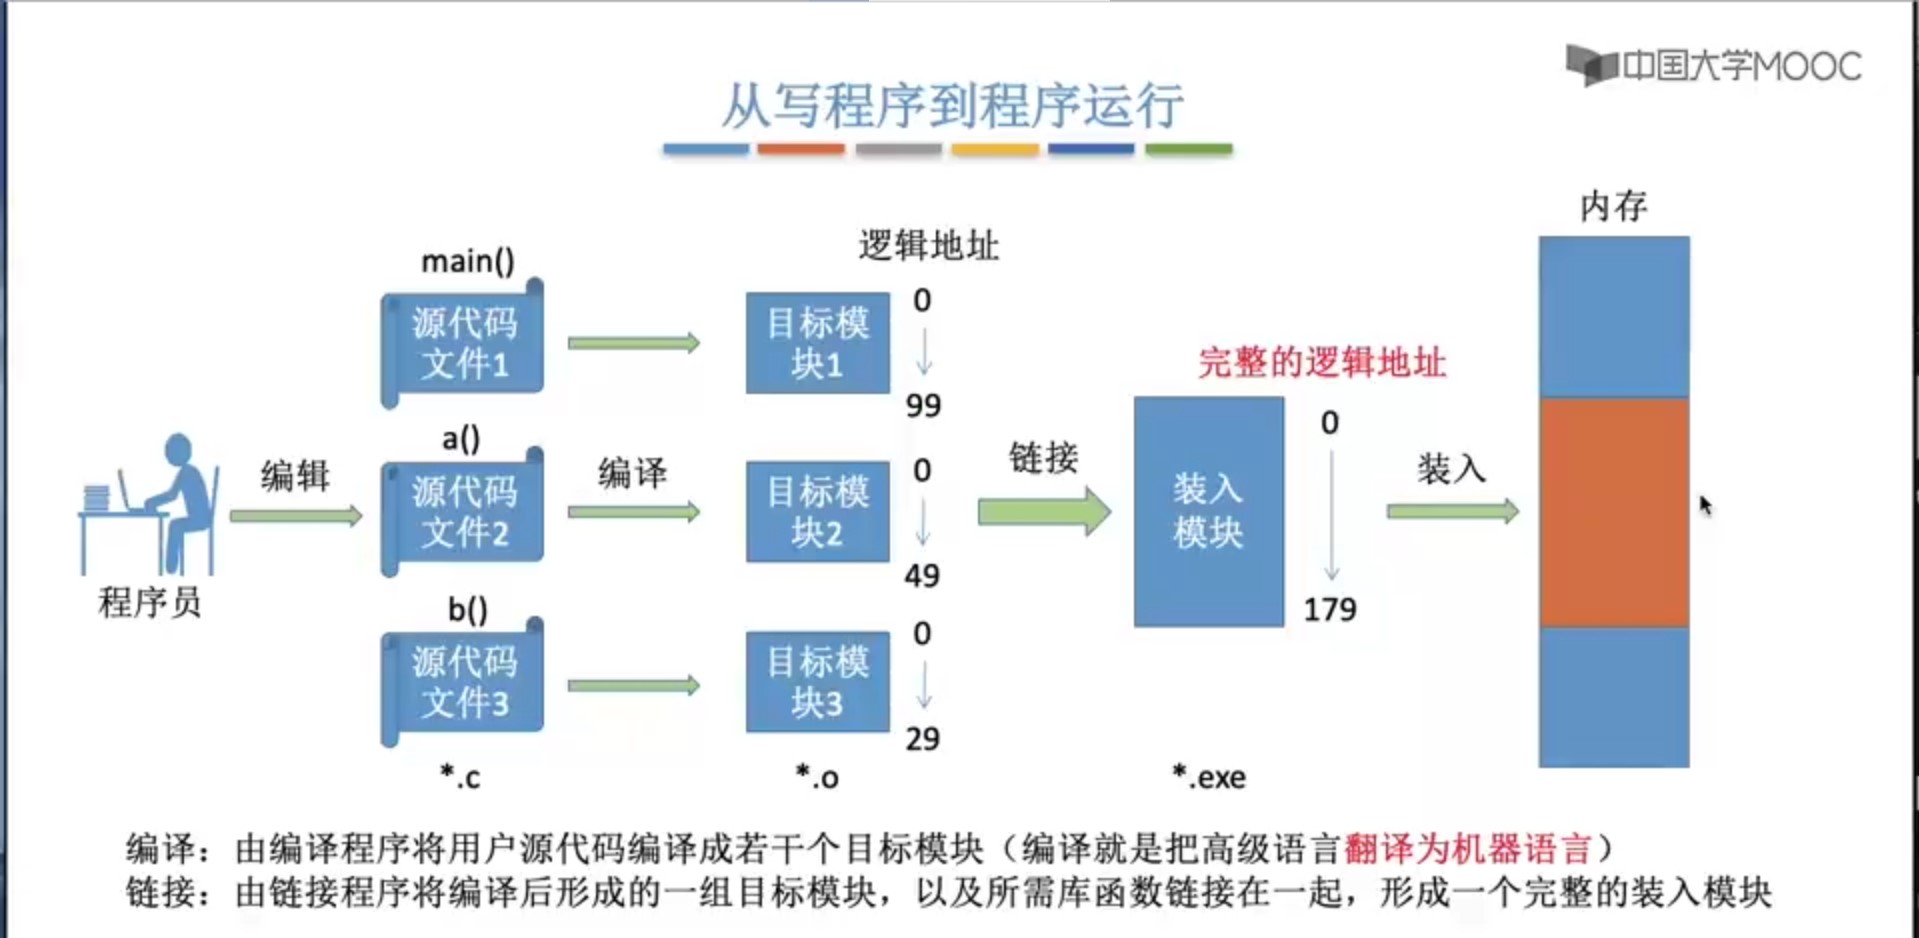 中国大学MOOC
从写程序到程序运行
内存
逻辑地址
main()
源代码
文件1
目标模
块1
0
99
完整的逻辑地址
a()
编辑
源代码
文件2
编译
目标模
块2
0
49
链接
装入
模块
0
179
装入
程序员
b()
源代码
文件3
目标模
块3
0
29
*.c
*.o
*.exe
编译：由编译程序将用户源代码编译成若干个目标模块（编译就是把高级语言翻译为机器语言）
链接：由链接程序将编译后形成的一组目标模块，以及所需库函数链接在一起，形成一个完整的装入模块